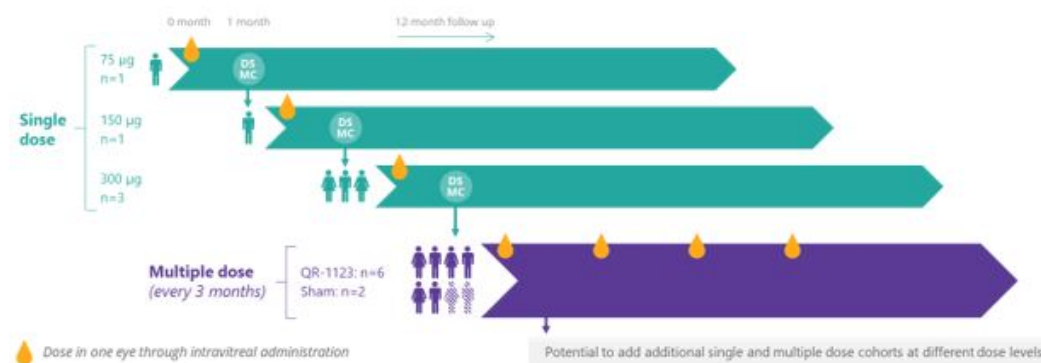 0 month
1 month
12 month follow up
75 µg
n=1
DS
MC
Single
dose
150 µg
n=1
DS
MC
300 µg
n=3
DS
MC
Multiple dose
(every 3 months)
QR-1123: n=6
Sham: n=2
Dose in one eye through intravitreal administration
Potential to add additional single and multiple dose cohorts at different dose levels